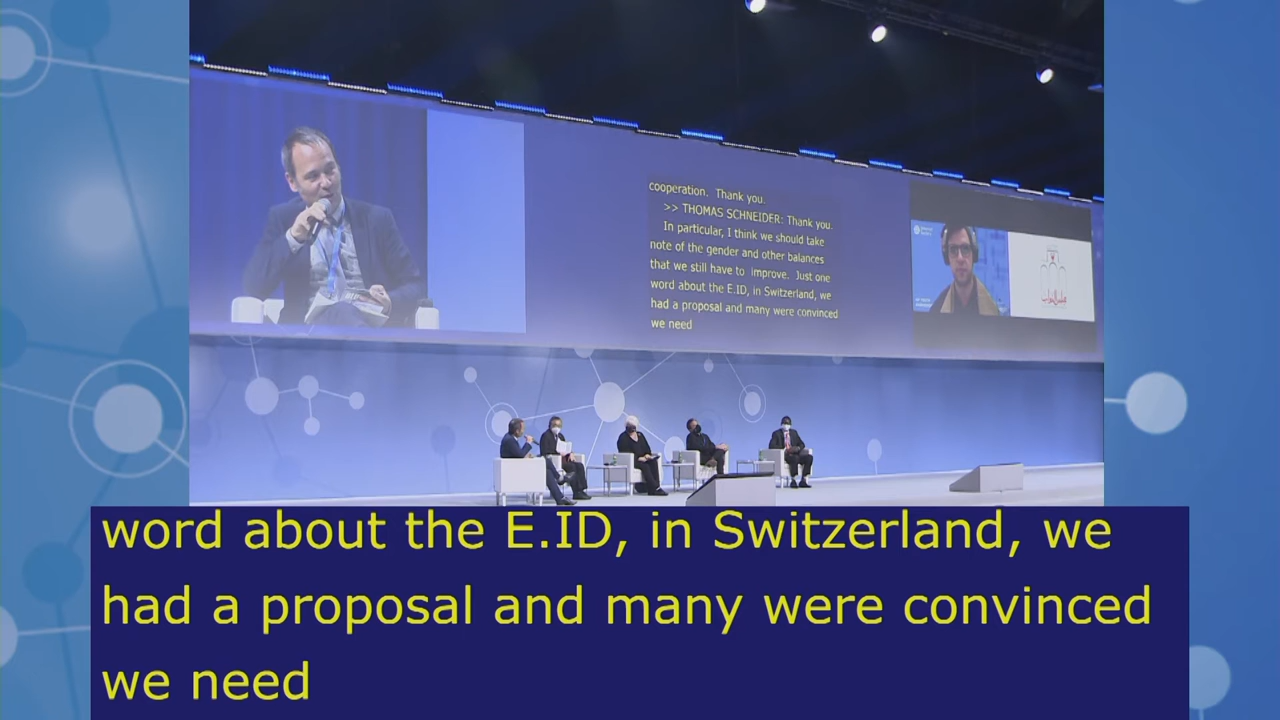 cooperation. Thank you.
>> THOMAS SCHNEIDER: Thank you.
In particular, I think we should take
note of the gender and other balances
that we still have to improve. Just one
word about the E.ID, in Switzerland, we
had a proposal and many were convinced
we need
word about the E.ID, in Switzerland, we
had a proposal and many were convinced
we need